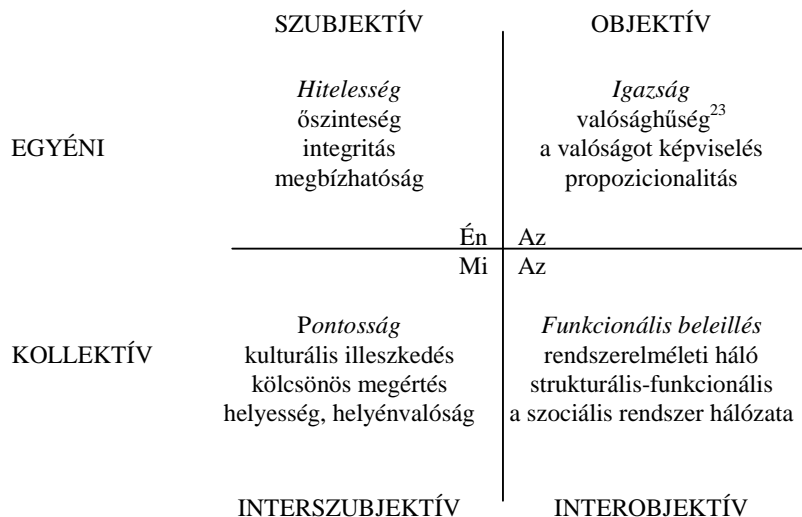 SZUBJEKTÍV OBJEKTÍV
Hitelesség Igazság
őszinteség valósághűség23
EGYÉNI integritás a valóságot képviselés
megbízhatóság propozicionalitás
Én Az
Mi Az
Pontosság Funkcionális beleillés
KOLLEKTÍV kulturális illeszkedés rendszerelméleti háló
kölcsönös megértés strukturális-funkcionális
helyesség, helyénvalóság a szociális rendszer hálózata
INTERSZUBJEKTÍV INTEROBJEKTÍV